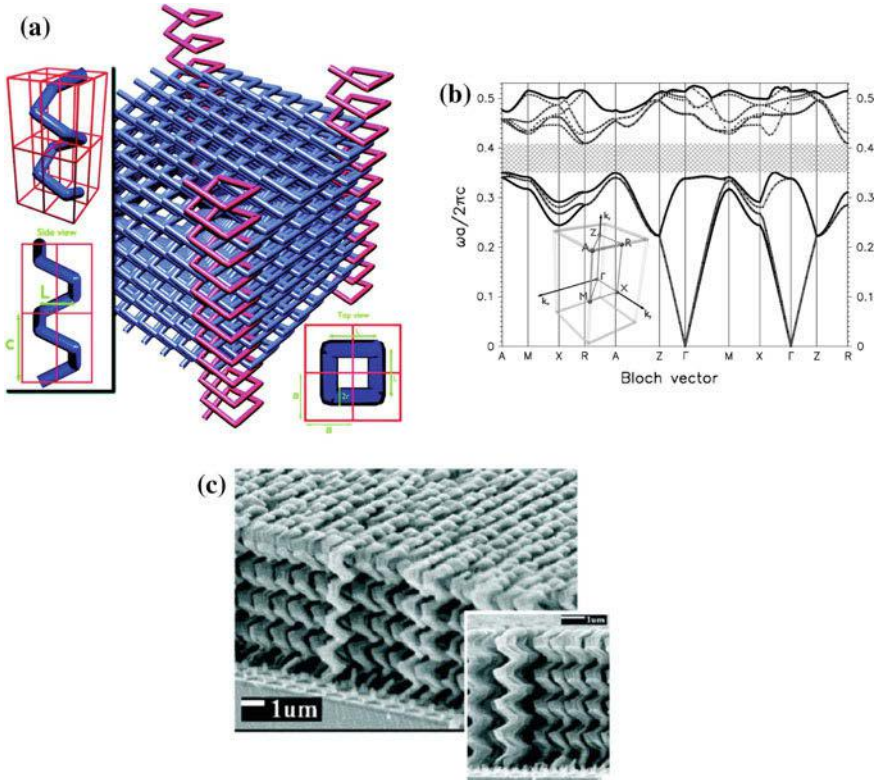 (a)
Side view
L
C
Top view
L
2r
a
a
(b)
0.5
0.4
0.3
0.2
0.1
0
ωa/2πc
0.5
0.4
0.3
0.2
0.1
0
A M X R A Z Γ M X Γ Z R
Bloch vector
Z
A
R
Γ
M
X
(c)
1um
1um